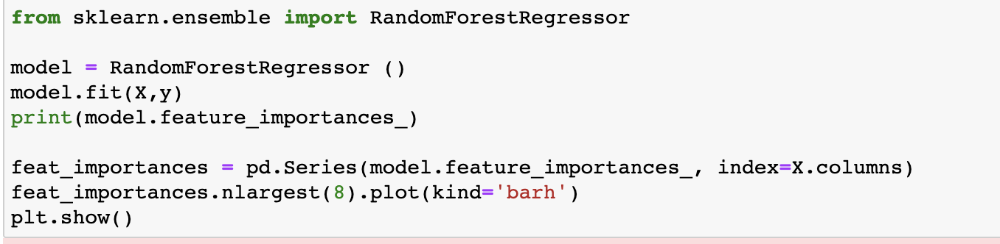 from sklearn.ensemble import RandomForestRegressor
model = RandomForestRegressor ()
model.fit(X,y)
print(model.feature_importances_)
feat_importances = pd.Series(model.feature_importances_, index=X.columns)
feat_importances.nlargest(8).plot(kind='barh')
plt.show()